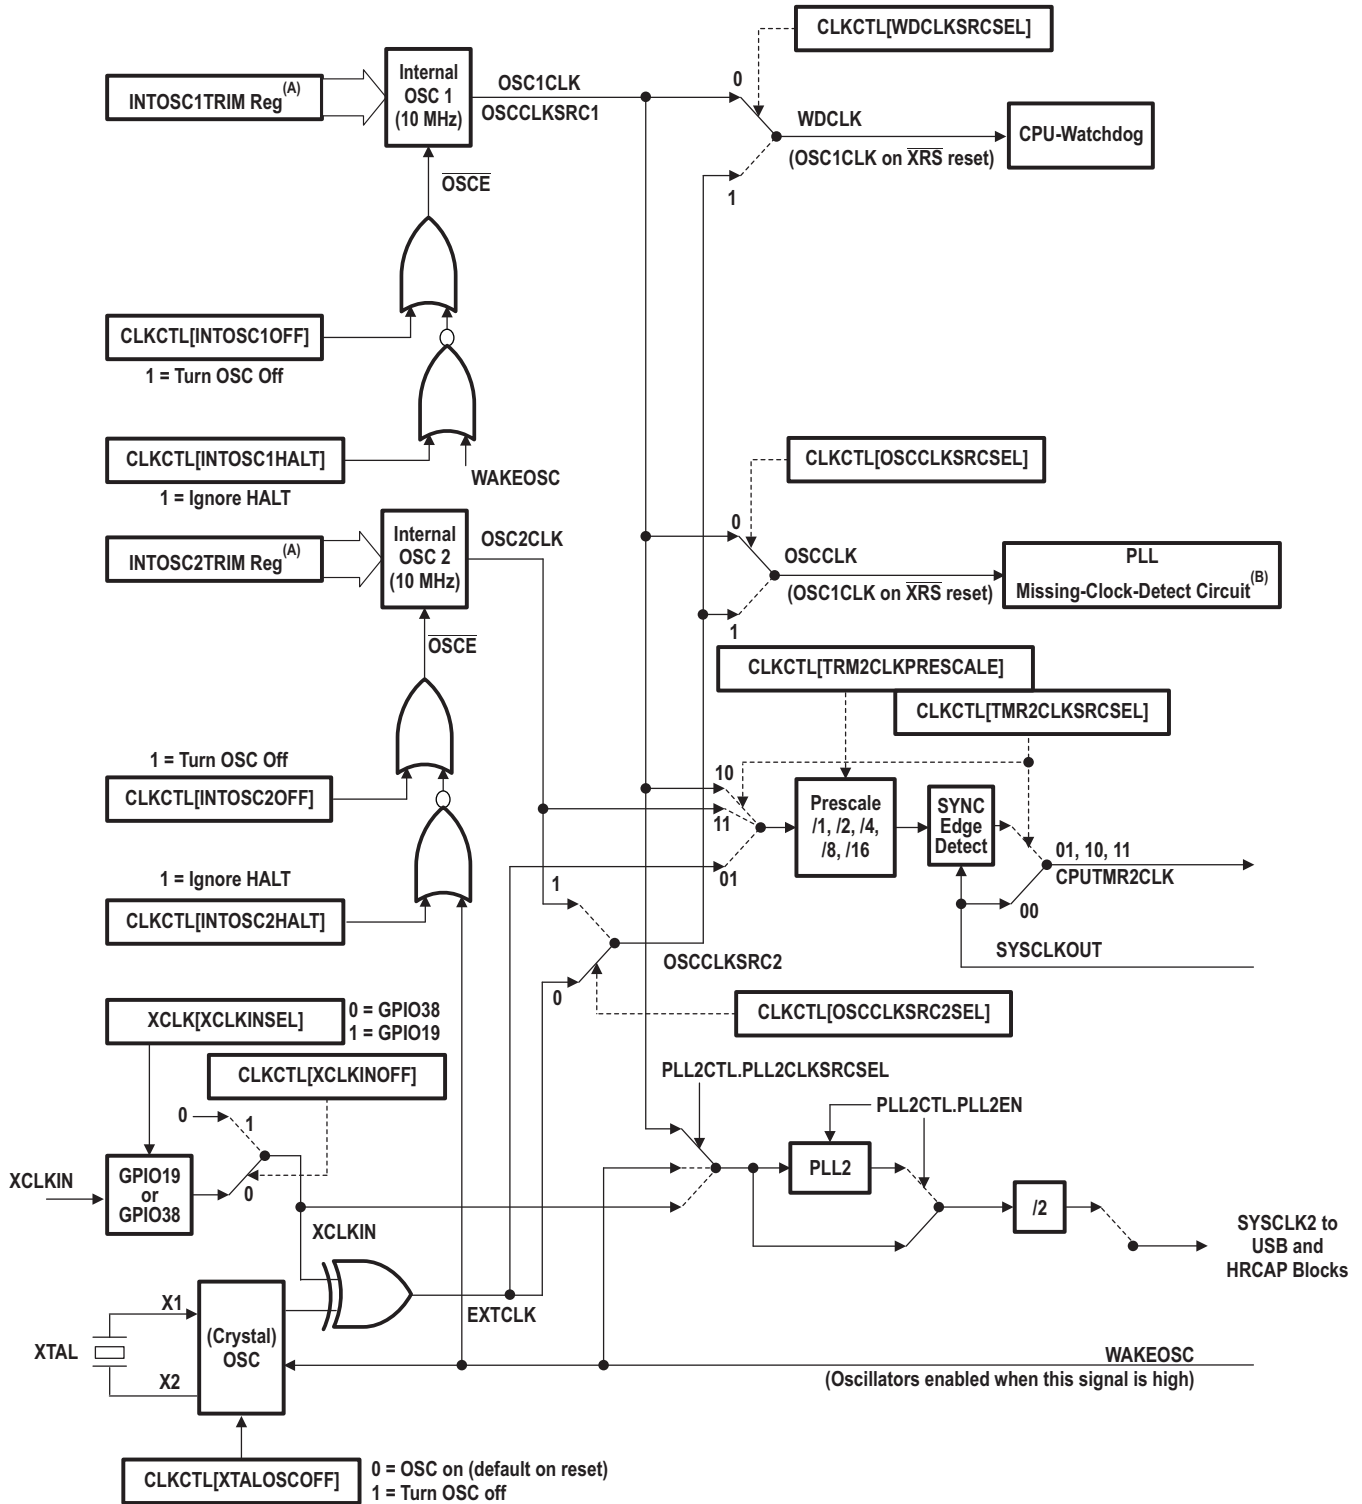 CLKCTL[WDCLKSRCSEL]
INTOSC1TRIM Reg(A)
Internal
OSC 1
(10 MHz)
OSC1CLK
OSCCLKSRC1
0
WDCLK
(OSC1CLK on XRS reset)
CPU-Watchdog
1
OSCE
CLKCTL[INTOSC1OFF]
1 = Turn OSC Off
CLKCTL[INTOSC1HALT]
1 = Ignore HALT
WAKEOSC
CLKCTL[OSCCLKSRCSEL]
INTOSC2TRIM Reg(A)
Internal
OSC 2
(10 MHz)
OSC2CLK
0
OSCCLK
(OSC1CLK on XRS reset)
PLL
Missing-Clock-Detect Circuit(B)
1
OSCE
CLKCTL[TRM2CLKPRESCALE]
CLKCTL[TMR2CLKSRCSEL]
1 = Turn OSC Off
CLKCTL[INTOSC2OFF]
10
11
01
Prescale
/1, /2, /4,
/8, /16
SYNC
Edge
Detect
01, 10, 11
CPUTMR2CLK
00
SYSCLKOUT
1 = Ignore HALT
CLKCTL[INTOSC2HALT]
1
OSCCLKSRC2
0
CLKCTL[OSCCLKSRC2SEL]
XCLK[XCLKINSEL]
0 = GPIO38
1 = GPIO19
CLKCTL[XCLKINOFF]
0
1
0
XCLKIN
GPIO19
or
GPIO38
XCLKIN
PLL2CTL.PLL2CLKSRCSEL
PLL2CTL.PLL2EN
PLL2
/2
SYSCLK2 to
USB and
HRCAP Blocks
EXTCLK
XTAL
X1
X2
(Crystal)
OSC
WAKEOSC
(Oscillators enabled when this signal is high)
CLKCTL[XTALOSCOFF]
0 = OSC on (default on reset)
1 = Turn OSC off